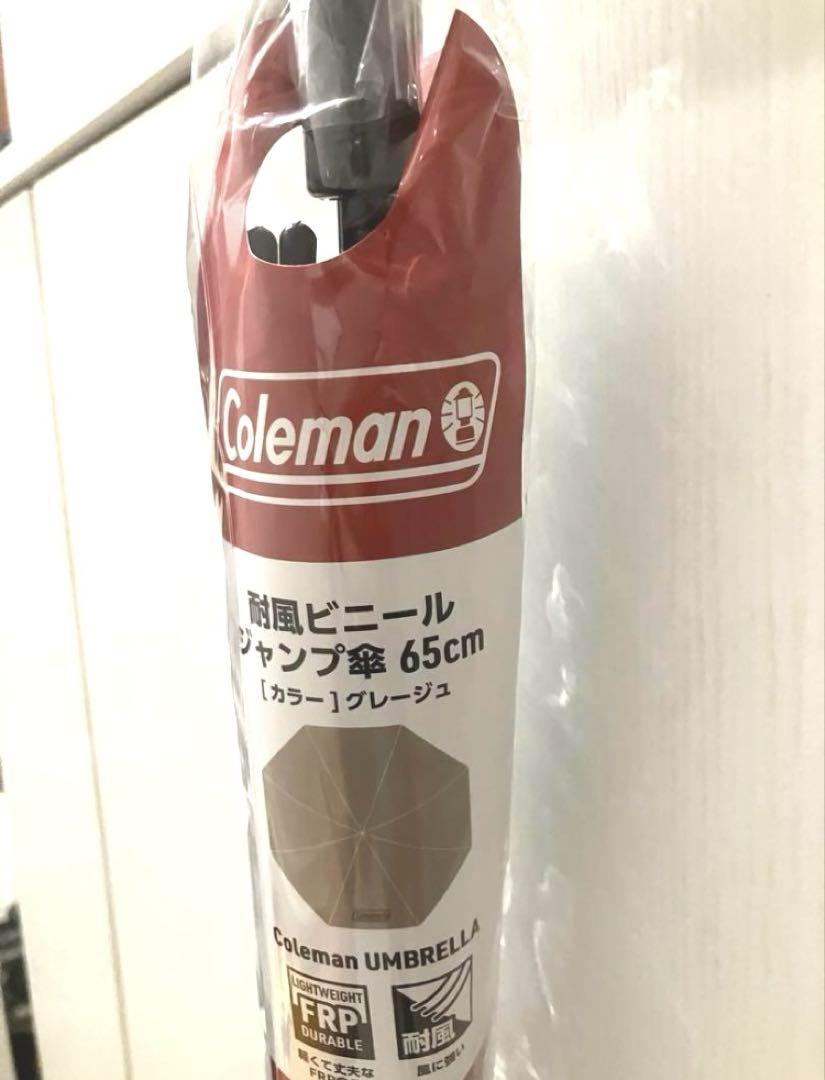 Coleman
耐風ビニール
ジャンプ傘 65cm
[カラー]グレージュ
Coleman
Coleman UMBRELLA
LIGHTWEIGHT
FRP
DURABLE
耐風
軽くて丈夫な
風に強い